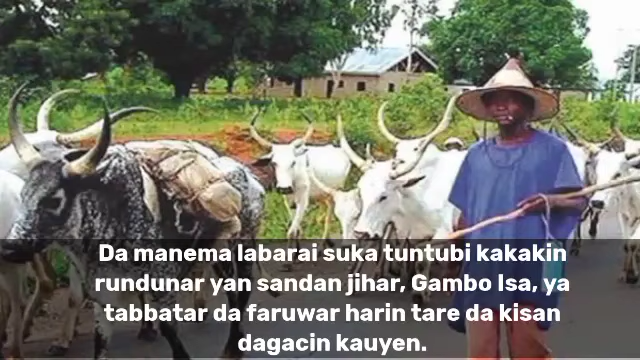 Da manema labarai suka tuntubi kakakin
rundunar yan sandan jihar, Gambo Isa, ya
tabbatar da faruwar harin tare da kisan
dagacin kauyen.